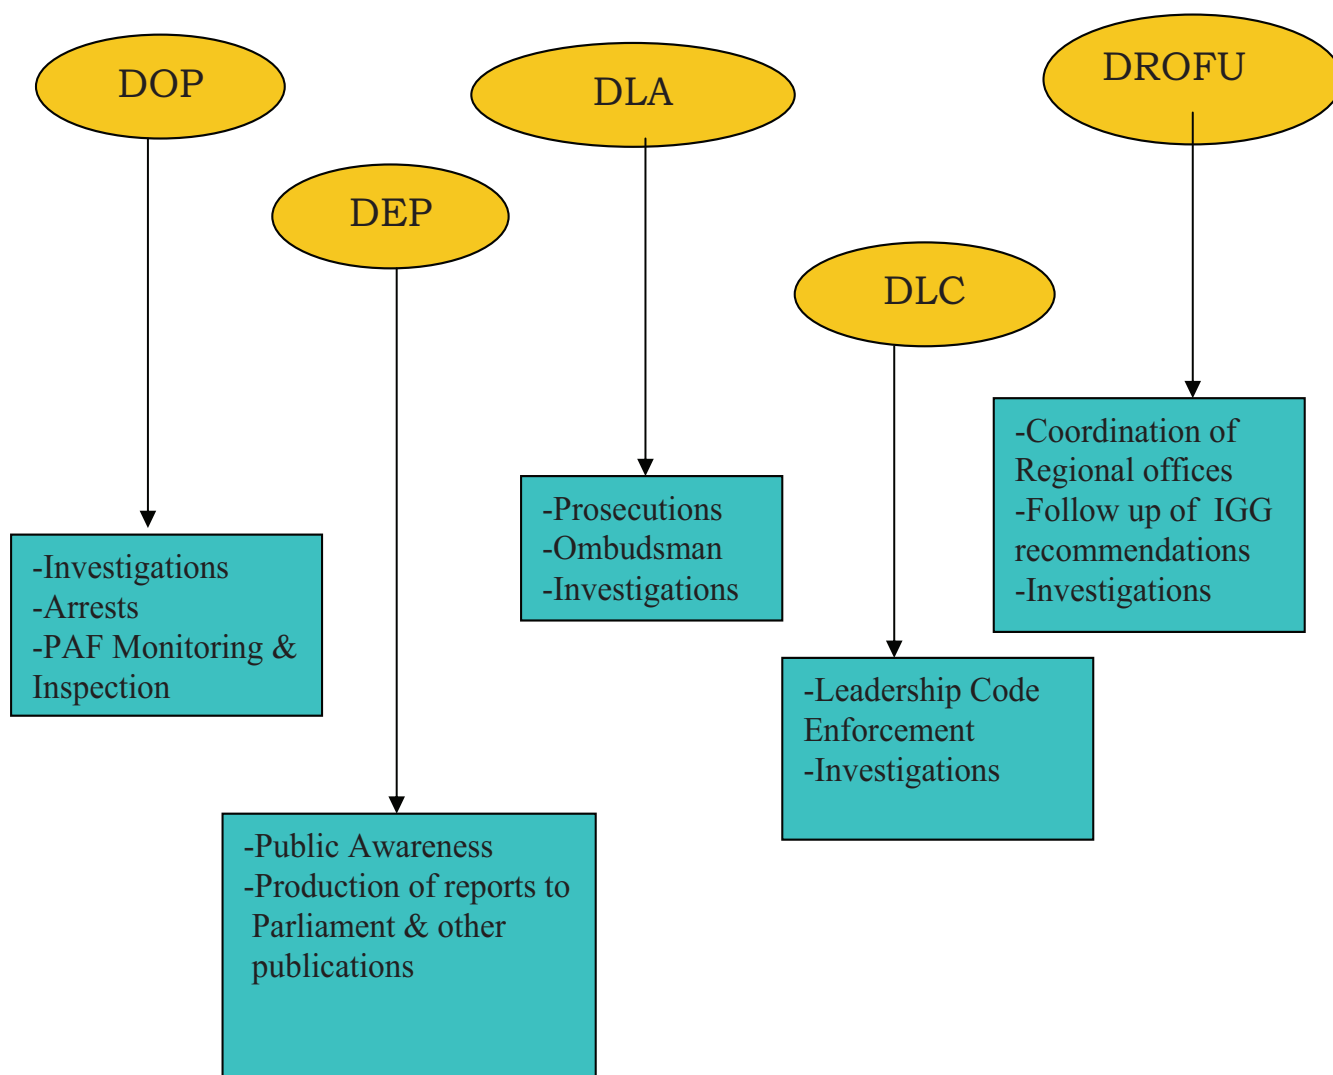 DOP
DLA
DROFU
DEP
DLC
-Coordination of
Regional offices
-Follow up of IGG
recommendations
-Investigations
-Prosecutions
-Ombudsman
-Investigations
-Investigations
-Arrests
-PAF Monitoring &
Inspection
-Leadership Code
Enforcement
-Investigations
-Public Awareness
-Production of reports to
Parliament & other
publications